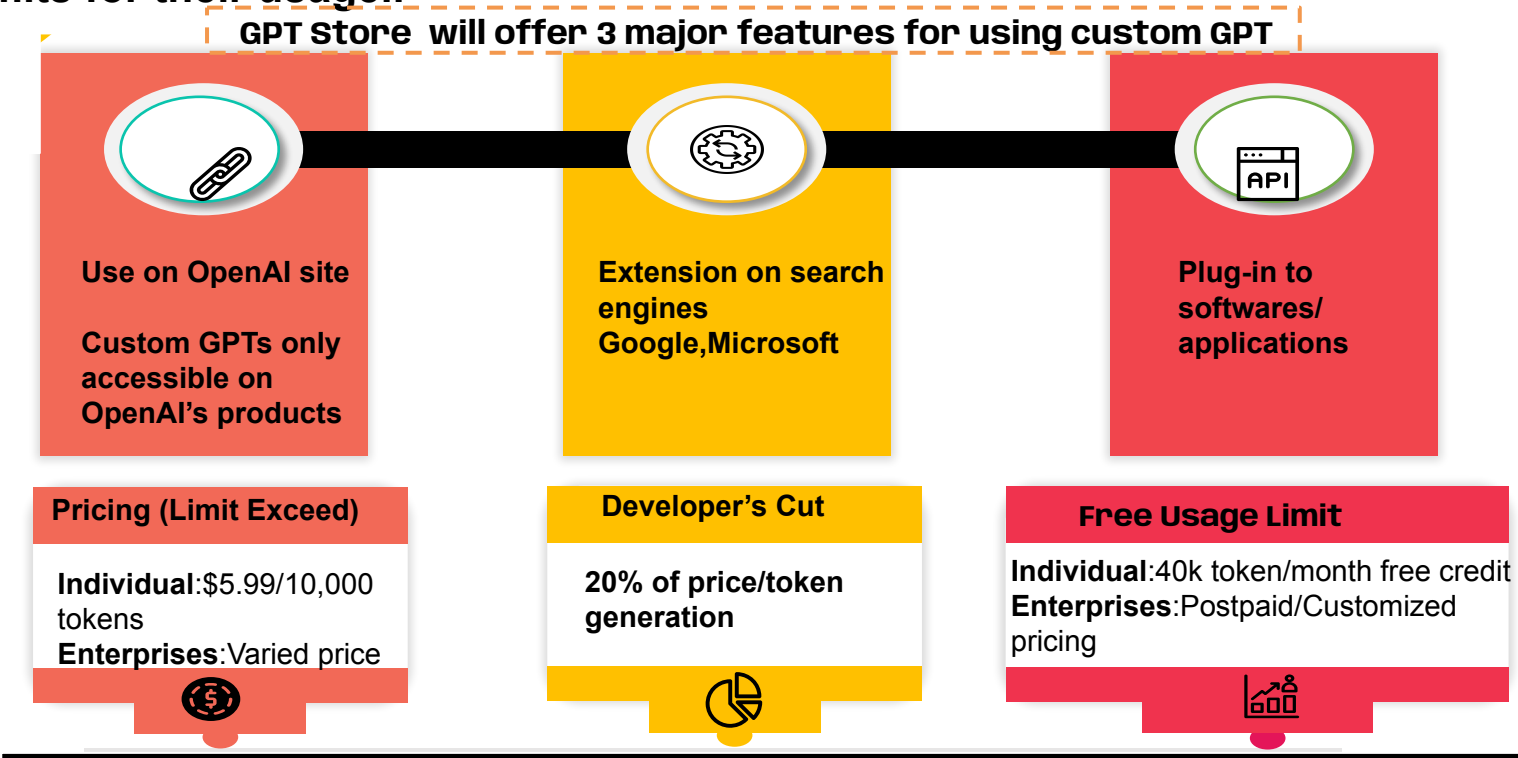 GPT Store will offer 3 major features for using custom GPT
Use on OpenAI site
Custom GPTs only
accessible on
OpenAI's products
Extension on search
engines
Google,Microsoft
API
Plug-in to
softwares/
applications
Pricing (Limit Exceed)
Individual:$5.99/10,000
tokens
Enterprises:Varied price
$
Developer's Cut
20% of price/token
generation
Free Usage Limit
Individual:40k token/month free credit
Enterprises:Postpaid/Customized
pricing